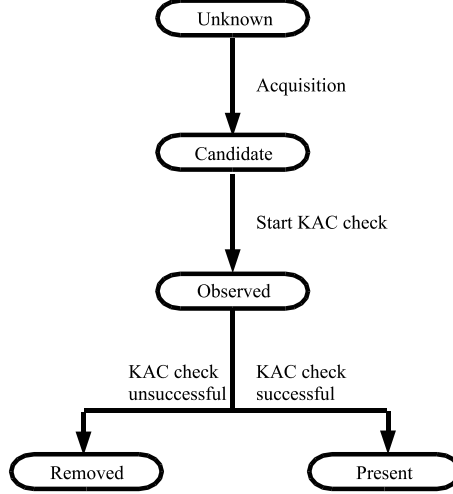 Unknown
Acquisition
Candidate
Start KAC check
Observed
KAC check
unsuccessful
KAC check
successful
Removed
Present